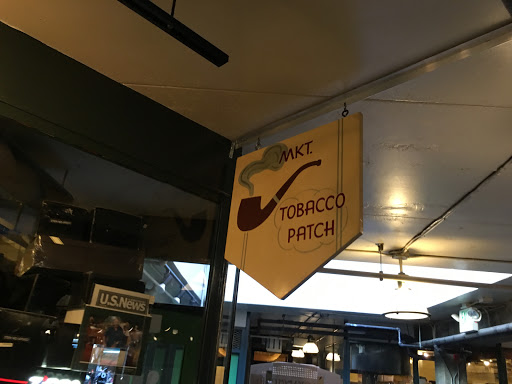 MKT.
TOBACCO
PATCH
U.S.News